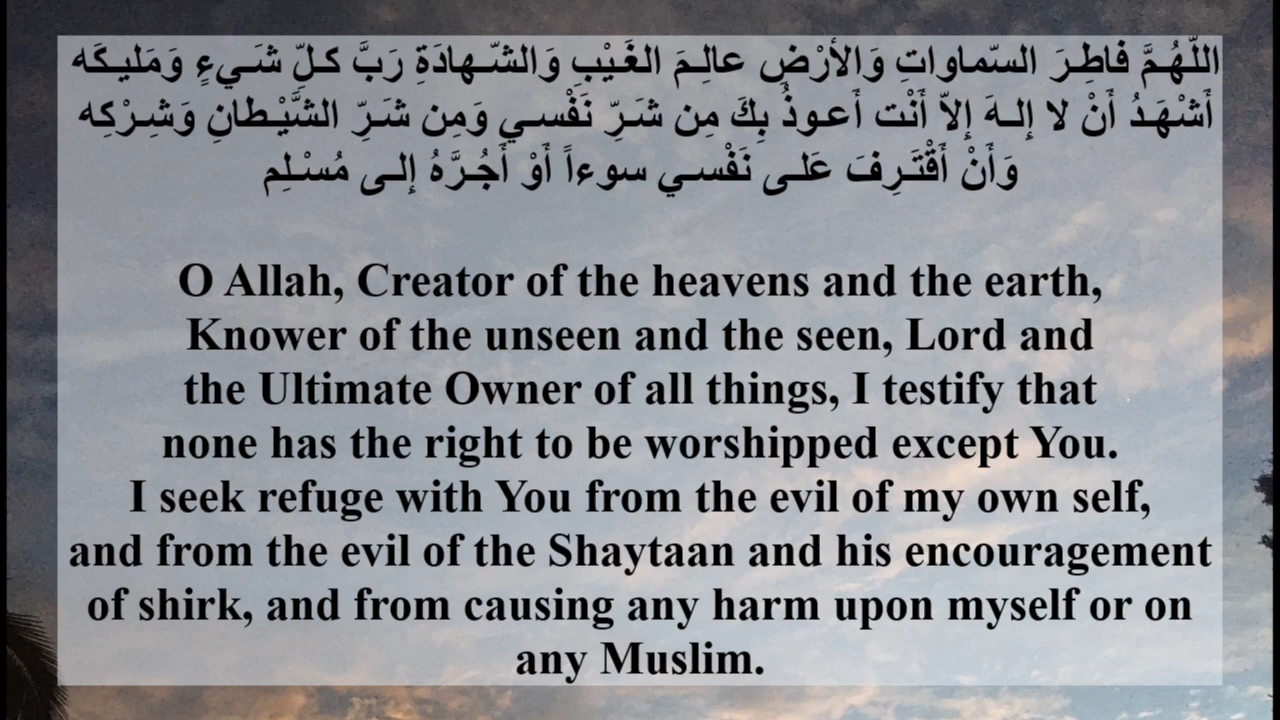 اللّهُـمَّ فاطِـرَ السّماواتِ وَالأرْضِ عالِـمَ الغَـيْبِ وَالشّـهادَةِ رَبَّ كـلِّ شَـيءٍ وَمَليـكَه
أَشْهَـدُ أَنْ لا إِلـهَ إِلاّ أَنْت أَعـوذُ بِكَ مِن شَـرِّ نَفْسـي وَمِن شَـرِّ الشَّيْـطانِ وَشِـرْكِه
وَأَنْ أَقْتَـرِفَ عَلـى نَفْسـي سوءاً أَوْ أَجُـرَّهُ إِلـى مُسْـلِم
O Allah, Creator of the heavens and the earth,
Knower of the unseen and the seen, Lord and
the Ultimate Owner of all things, I testify that
none has the right to be worshipped except You.
I seek refuge with You from the evil of my own self,
and from the evil of the Shaytaan and his encouragement
of shirk, and from causing any harm upon myself or on
any Muslim.